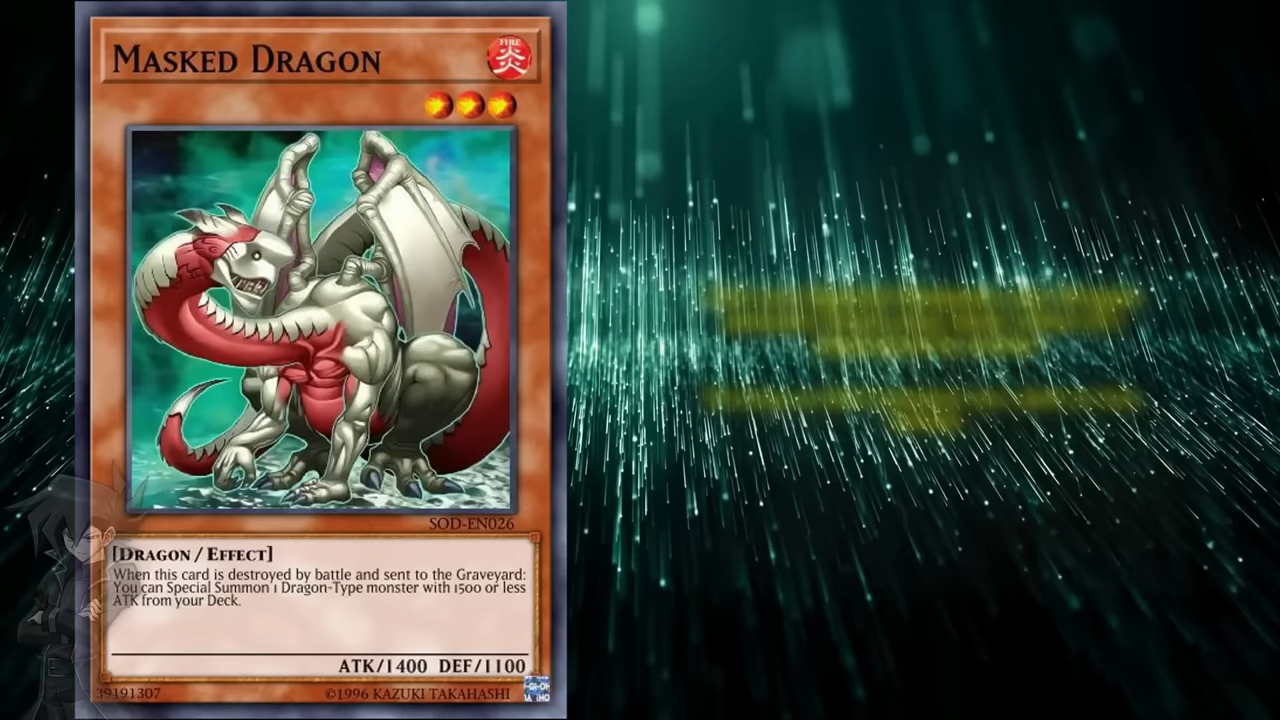 Masked Dragon
FIRE
炎
SOD-EN026
[Dragon / Effect]
When this card is destroyed by battle and sent to the Graveyard:
You can Special Summon 1 Dragon-Type monster with 1500 or less
ATK from your Deck.
ATK/1400 DEF/1100
39191307
©1996 KAZUKI TAKAHASHI